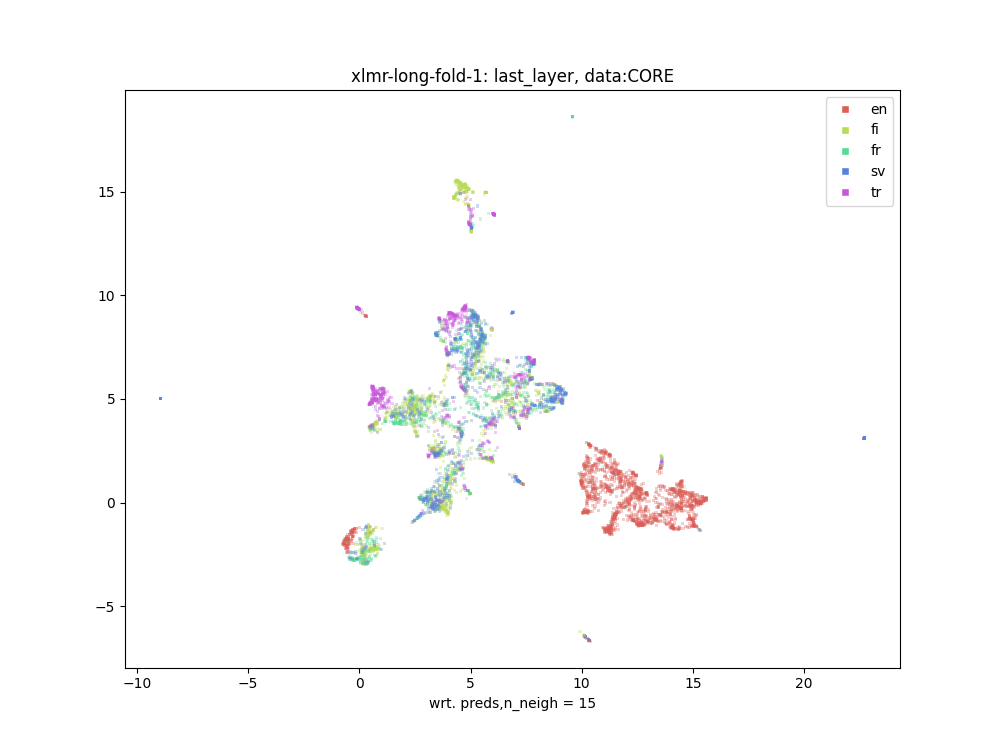 xlmr-long-fold-1: last_layer, data:CORE
en
fi
fr
sv
tr
15
10
5
0
−5
−10
−5
0
5
10
15
20
wrt. preds,n_neigh = 15